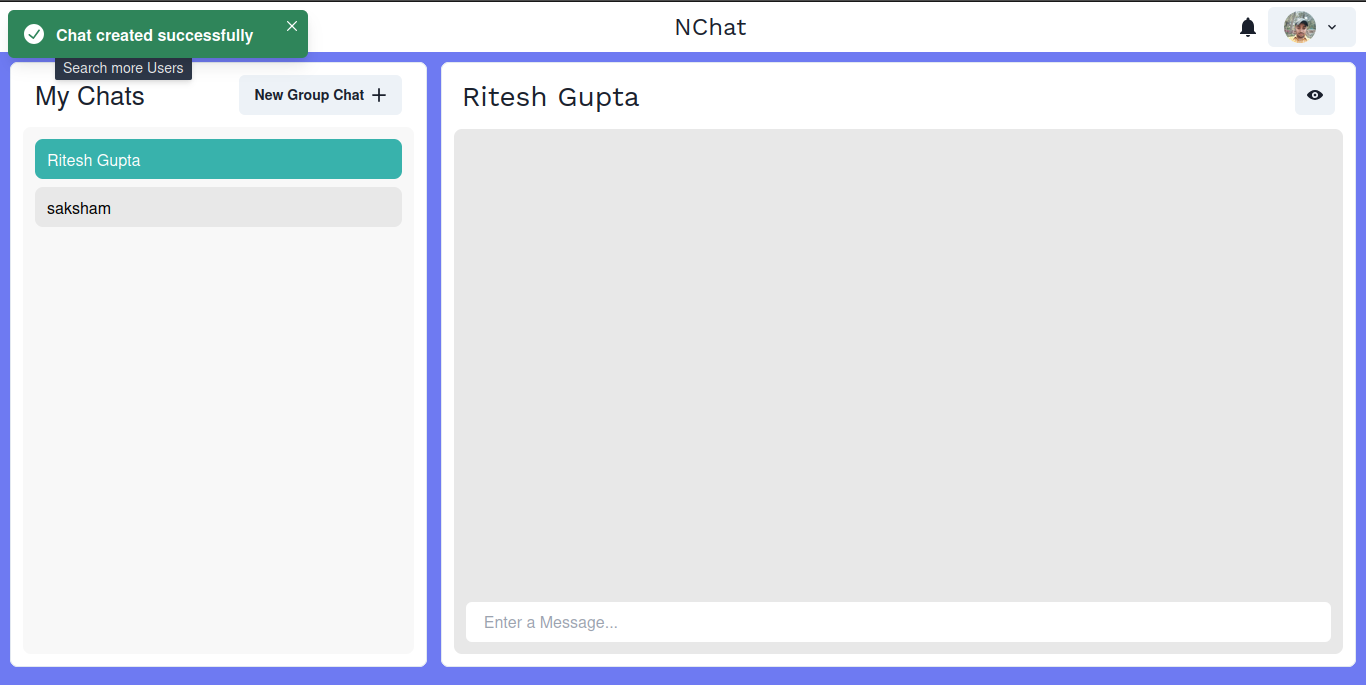 Chat created successfully
NChat
Search more Users
My Chats
New Group Chat
Ritesh Gupta
saksham
Ritesh Gupta
Enter a Message...